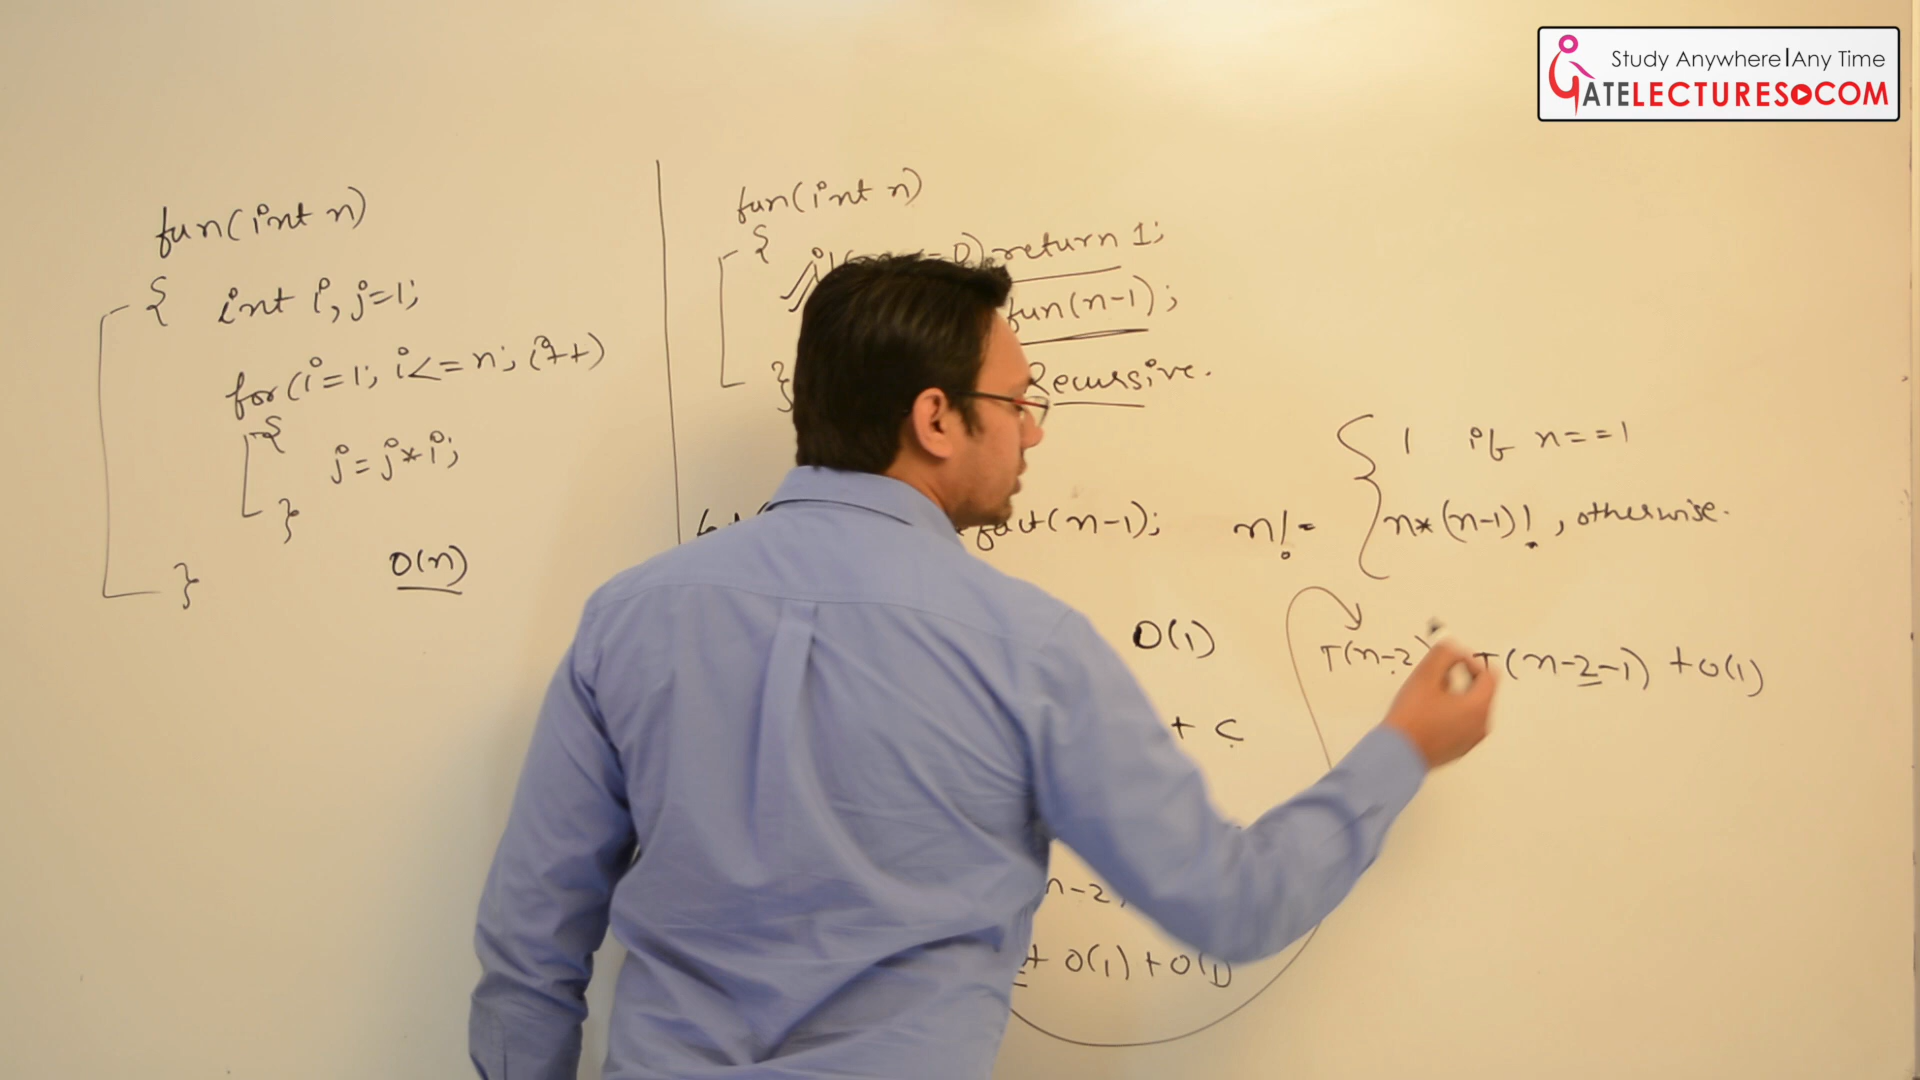 Study Anywhere|Any Time
GATELECTURES.COM
fun(int n)
{ int i, j=1;
for(i=1; i<=n; i++)
{
j=j*i;
}
O(n)
}
fun(int n)
{
return 1;
fun(n-1);
}
Recursive.
fact(n-1);
n! = { 1 if n==1
n*(n-1)!, otherwise.
O(1)
T(n-2) T(n-2-1) +O(1)
+ C
n-2
+ O(1) + O(1)